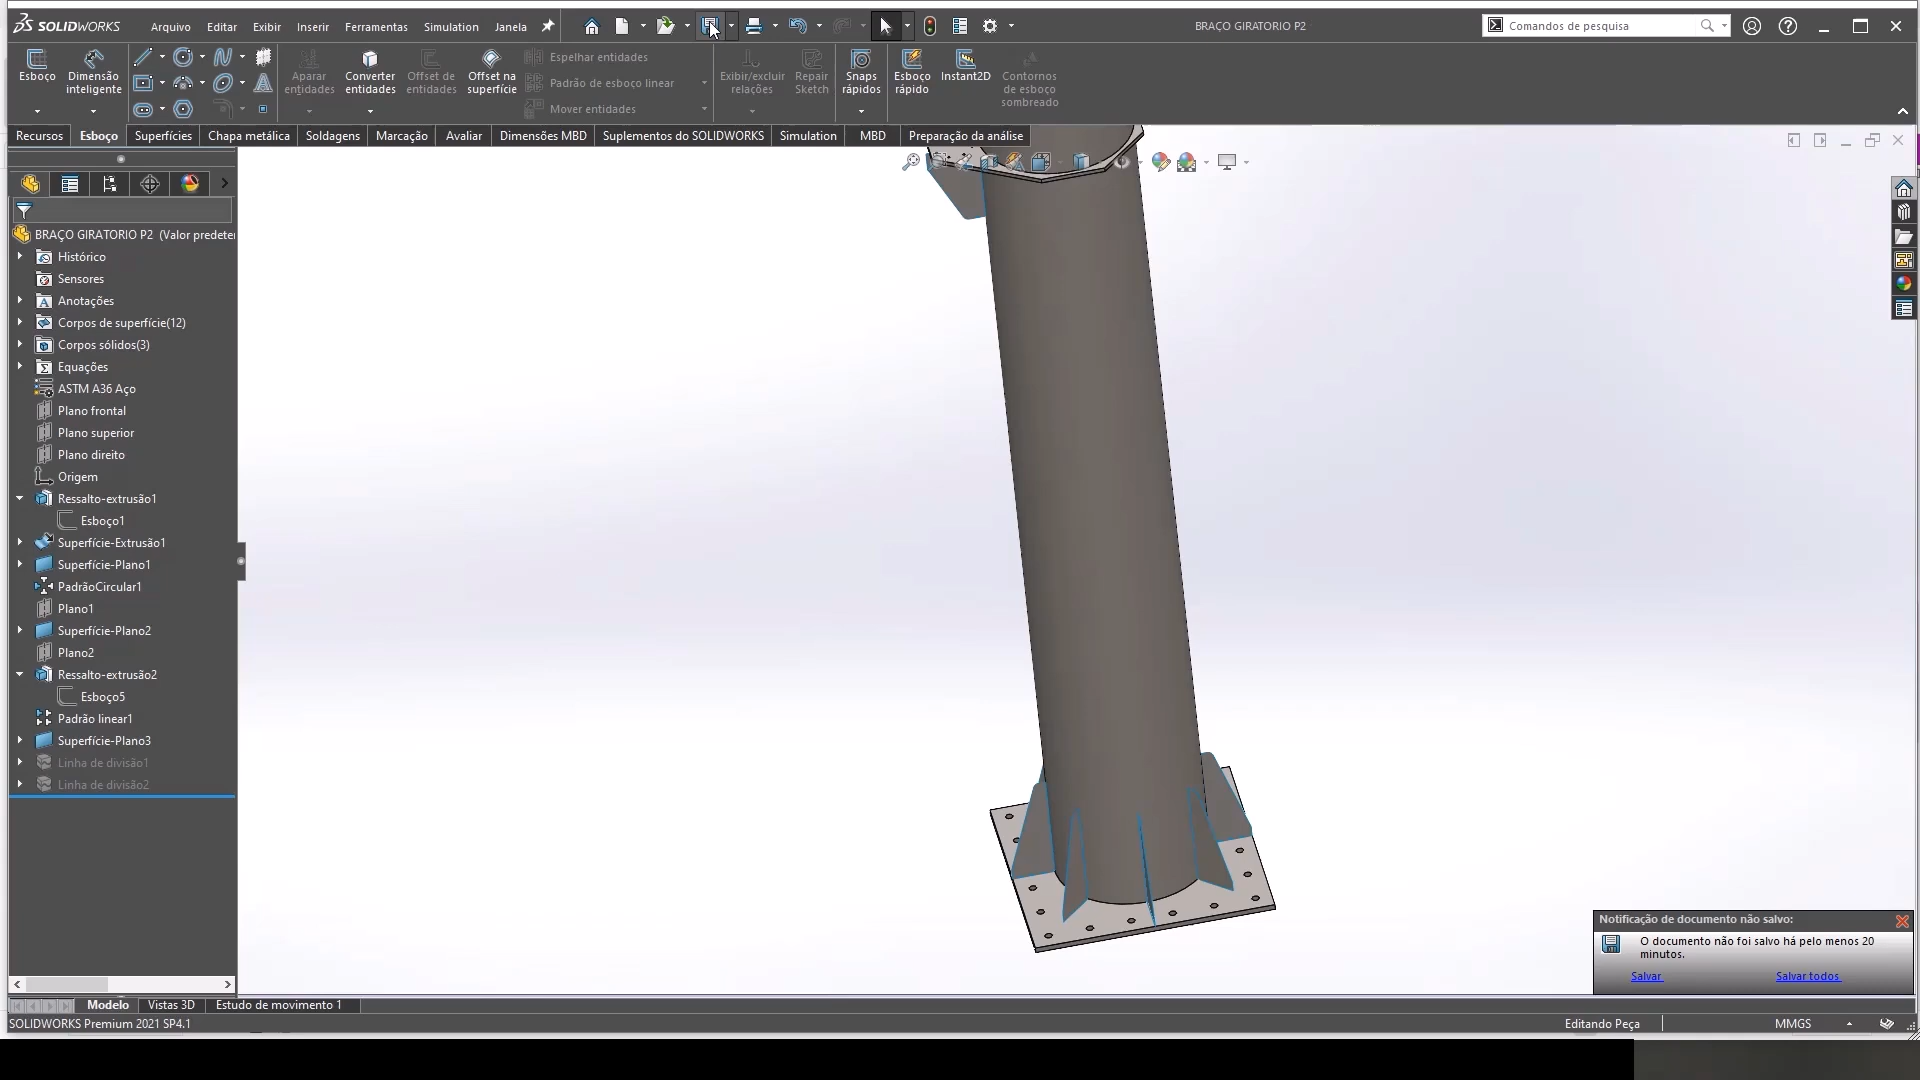 SOLIDWORKS Arquivo Editar Exibir Inserir Ferramentas Simulation Janela BRAÇO GIRATORIO P2 Comandos de pesquisa
Esboço
Dimensão inteligente
Aparar entidades
Converter entidades
Offset de entidades
Offset na superfície
Espelhar entidades
Padrão de esboço linear
Mover entidades
Exibir/excluir relações
Repair Sketch
Snaps rápidos
Esboço rápido
Instant2D
Contornos de esboço sombreado
Recursos Esboço Superfícies Chapa metálica Soldagens Marcação Avaliar Dimensões MBD Suplementos do SOLIDWORKS Simulation MBD Preparação da análise
BRAÇO GIRATORIO P2 (Valor predeter
Histórico
Sensores
Anotações
Corpos de superfície(12)
Corpos sólidos(3)
Equações
ASTM A36 Aço
Plano frontal
Plano superior
Plano direito
Origem
Ressalto-extrusão1
Esboço1
Superfície-Extrusão1
Superfície-Plano1
PadrãoCircular1
Plano1
Superfície-Plano2
Plano2
Ressalto-extrusão2
Esboço5
Padrão linear1
Superfície-Plano3
Linha de divisão1
Linha de divisão2
Notificação de documento não salvo:
O documento não foi salvo há pelo menos 20
minutos.
Salvar Salvar todos
Modelo Vistas 3D Estudo de movimento 1
SOLIDWORKS Premium 2021 SP4.1 Editando Peça MMGS